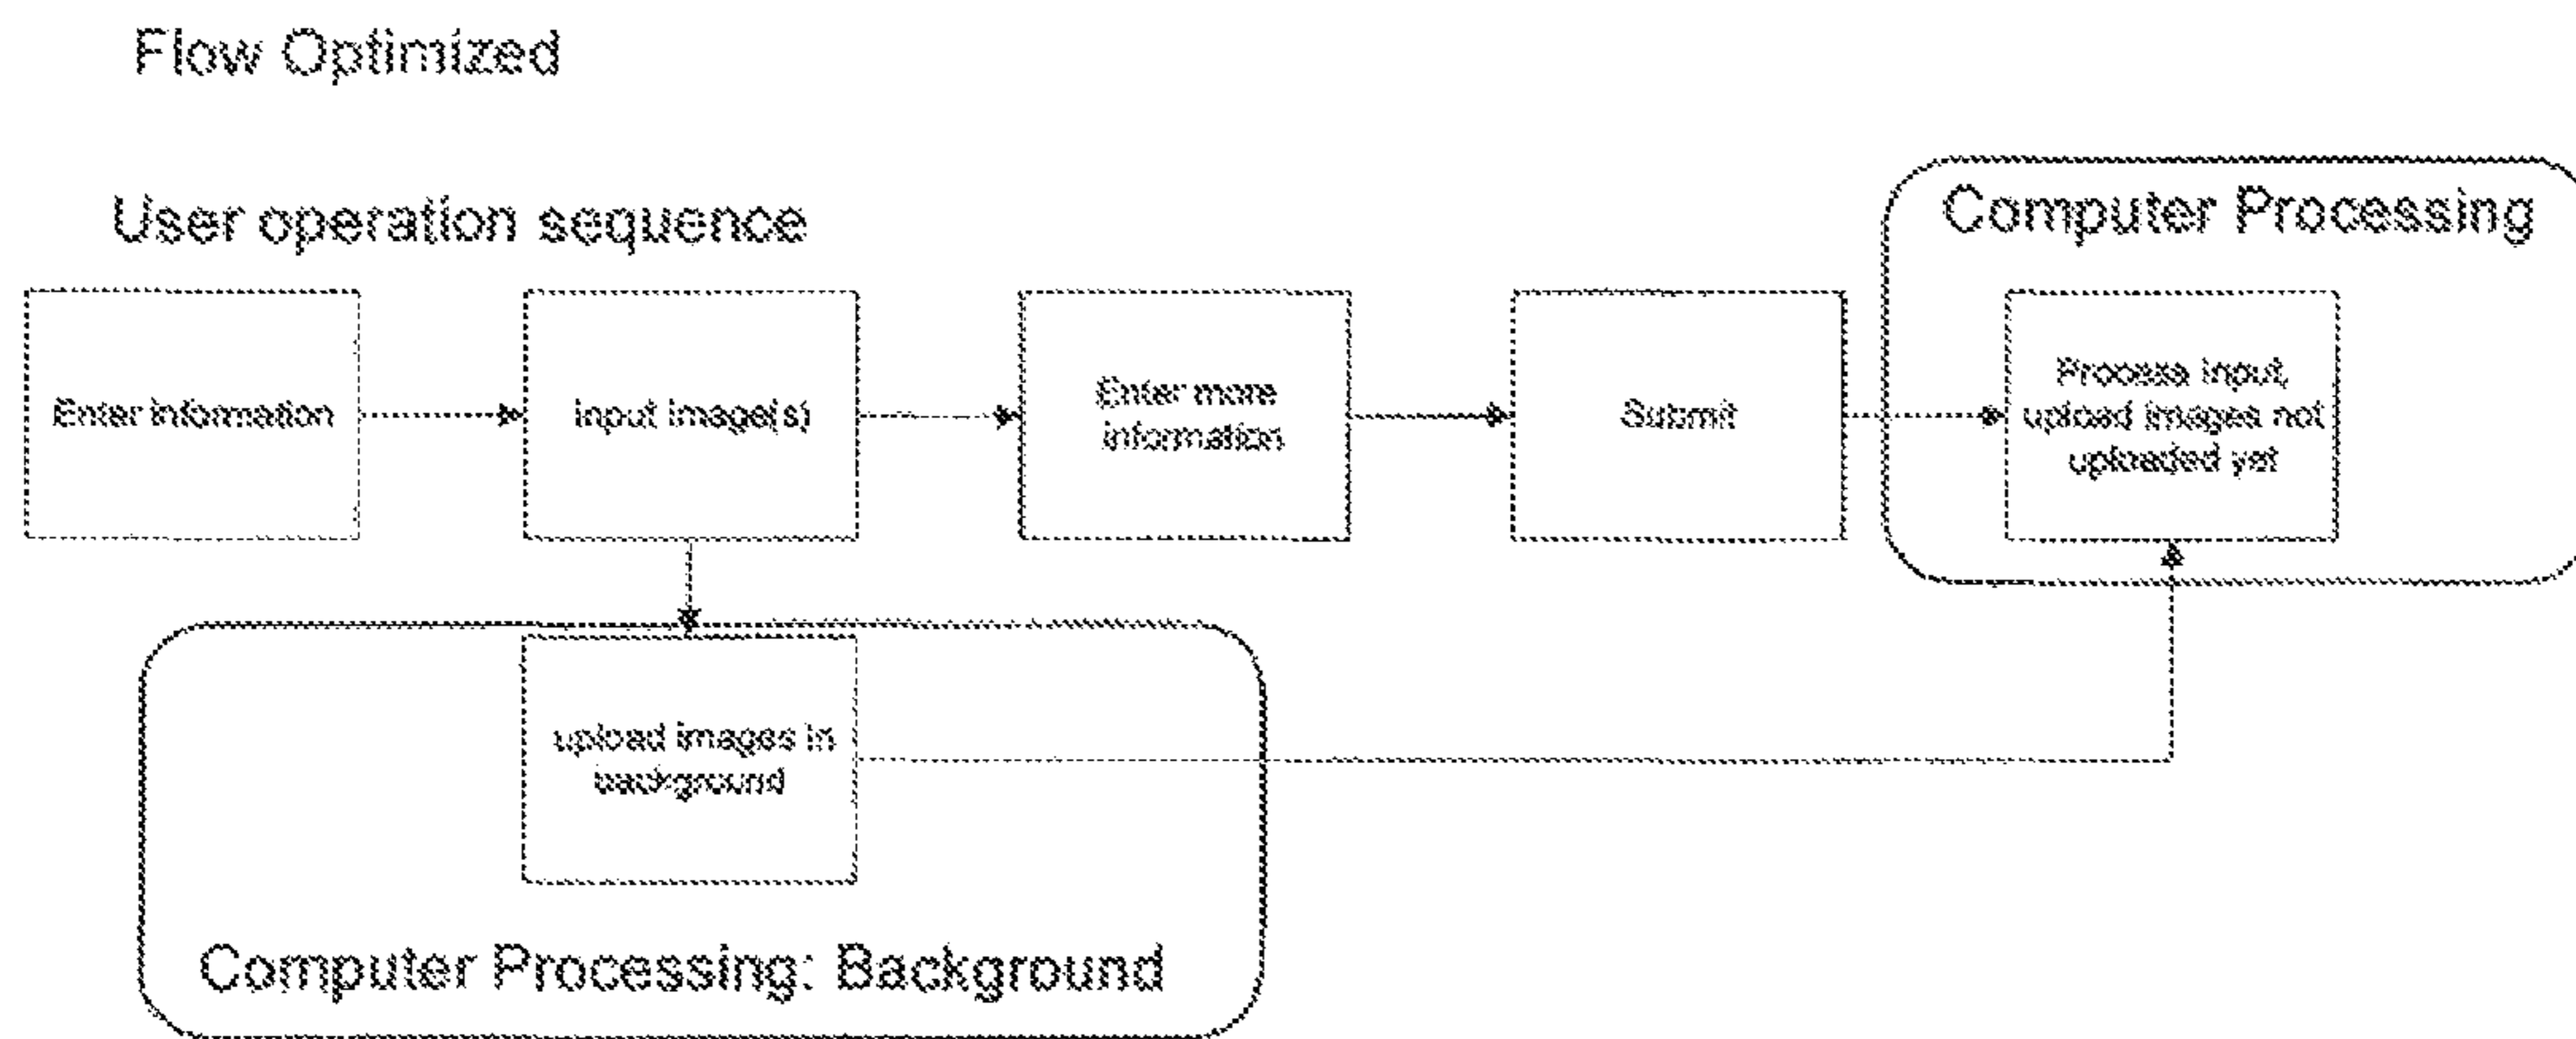 Flow Optimized
User operation sequence
Computer Processing
Enter information
Input image(s)
Enter more
information
Submit
Process input,
upload images not
uploaded yet
upload images in
background
Computer Processing: Background